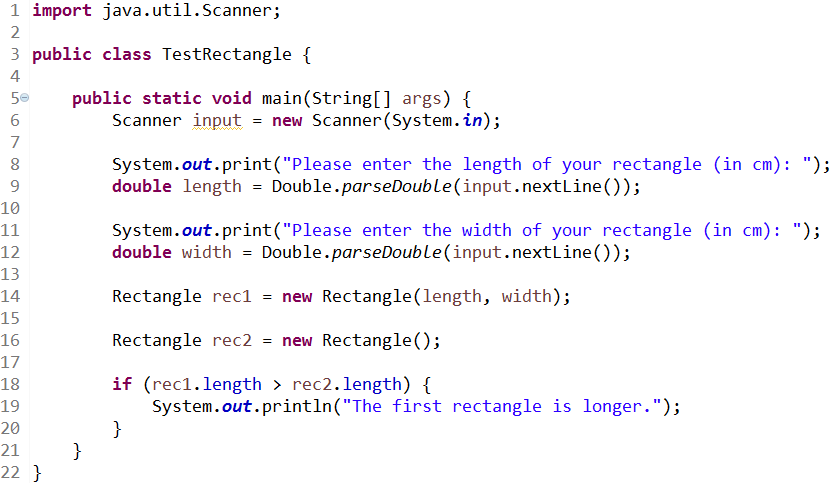 1 import java.util.Scanner;
2
3 public class TestRectangle {
4
5 public static void main(String[] args) {
6 Scanner input = new Scanner(System.in);
7
8 System.out.print("Please enter the length of your rectangle (in cm): ");
9 double length = Double.parseDouble(input.nextLine());
10
11 System.out.print("Please enter the width of your rectangle (in cm): ");
12 double width = Double.parseDouble(input.nextLine());
13
14 Rectangle rec1 = new Rectangle(length, width);
15
16 Rectangle rec2 = new Rectangle();
17
18 if (rec1.length > rec2.length) {
19 System.out.println("The first rectangle is longer.");
20 }
21 }
22 }